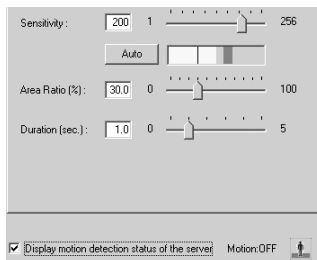 Sensitivity : 200 1 256
Auto
Area Ratio (%) : 30.0 0 100
Duration (sec.) : 1.0 0 5
Display motion detection status of the server Motion:OFF